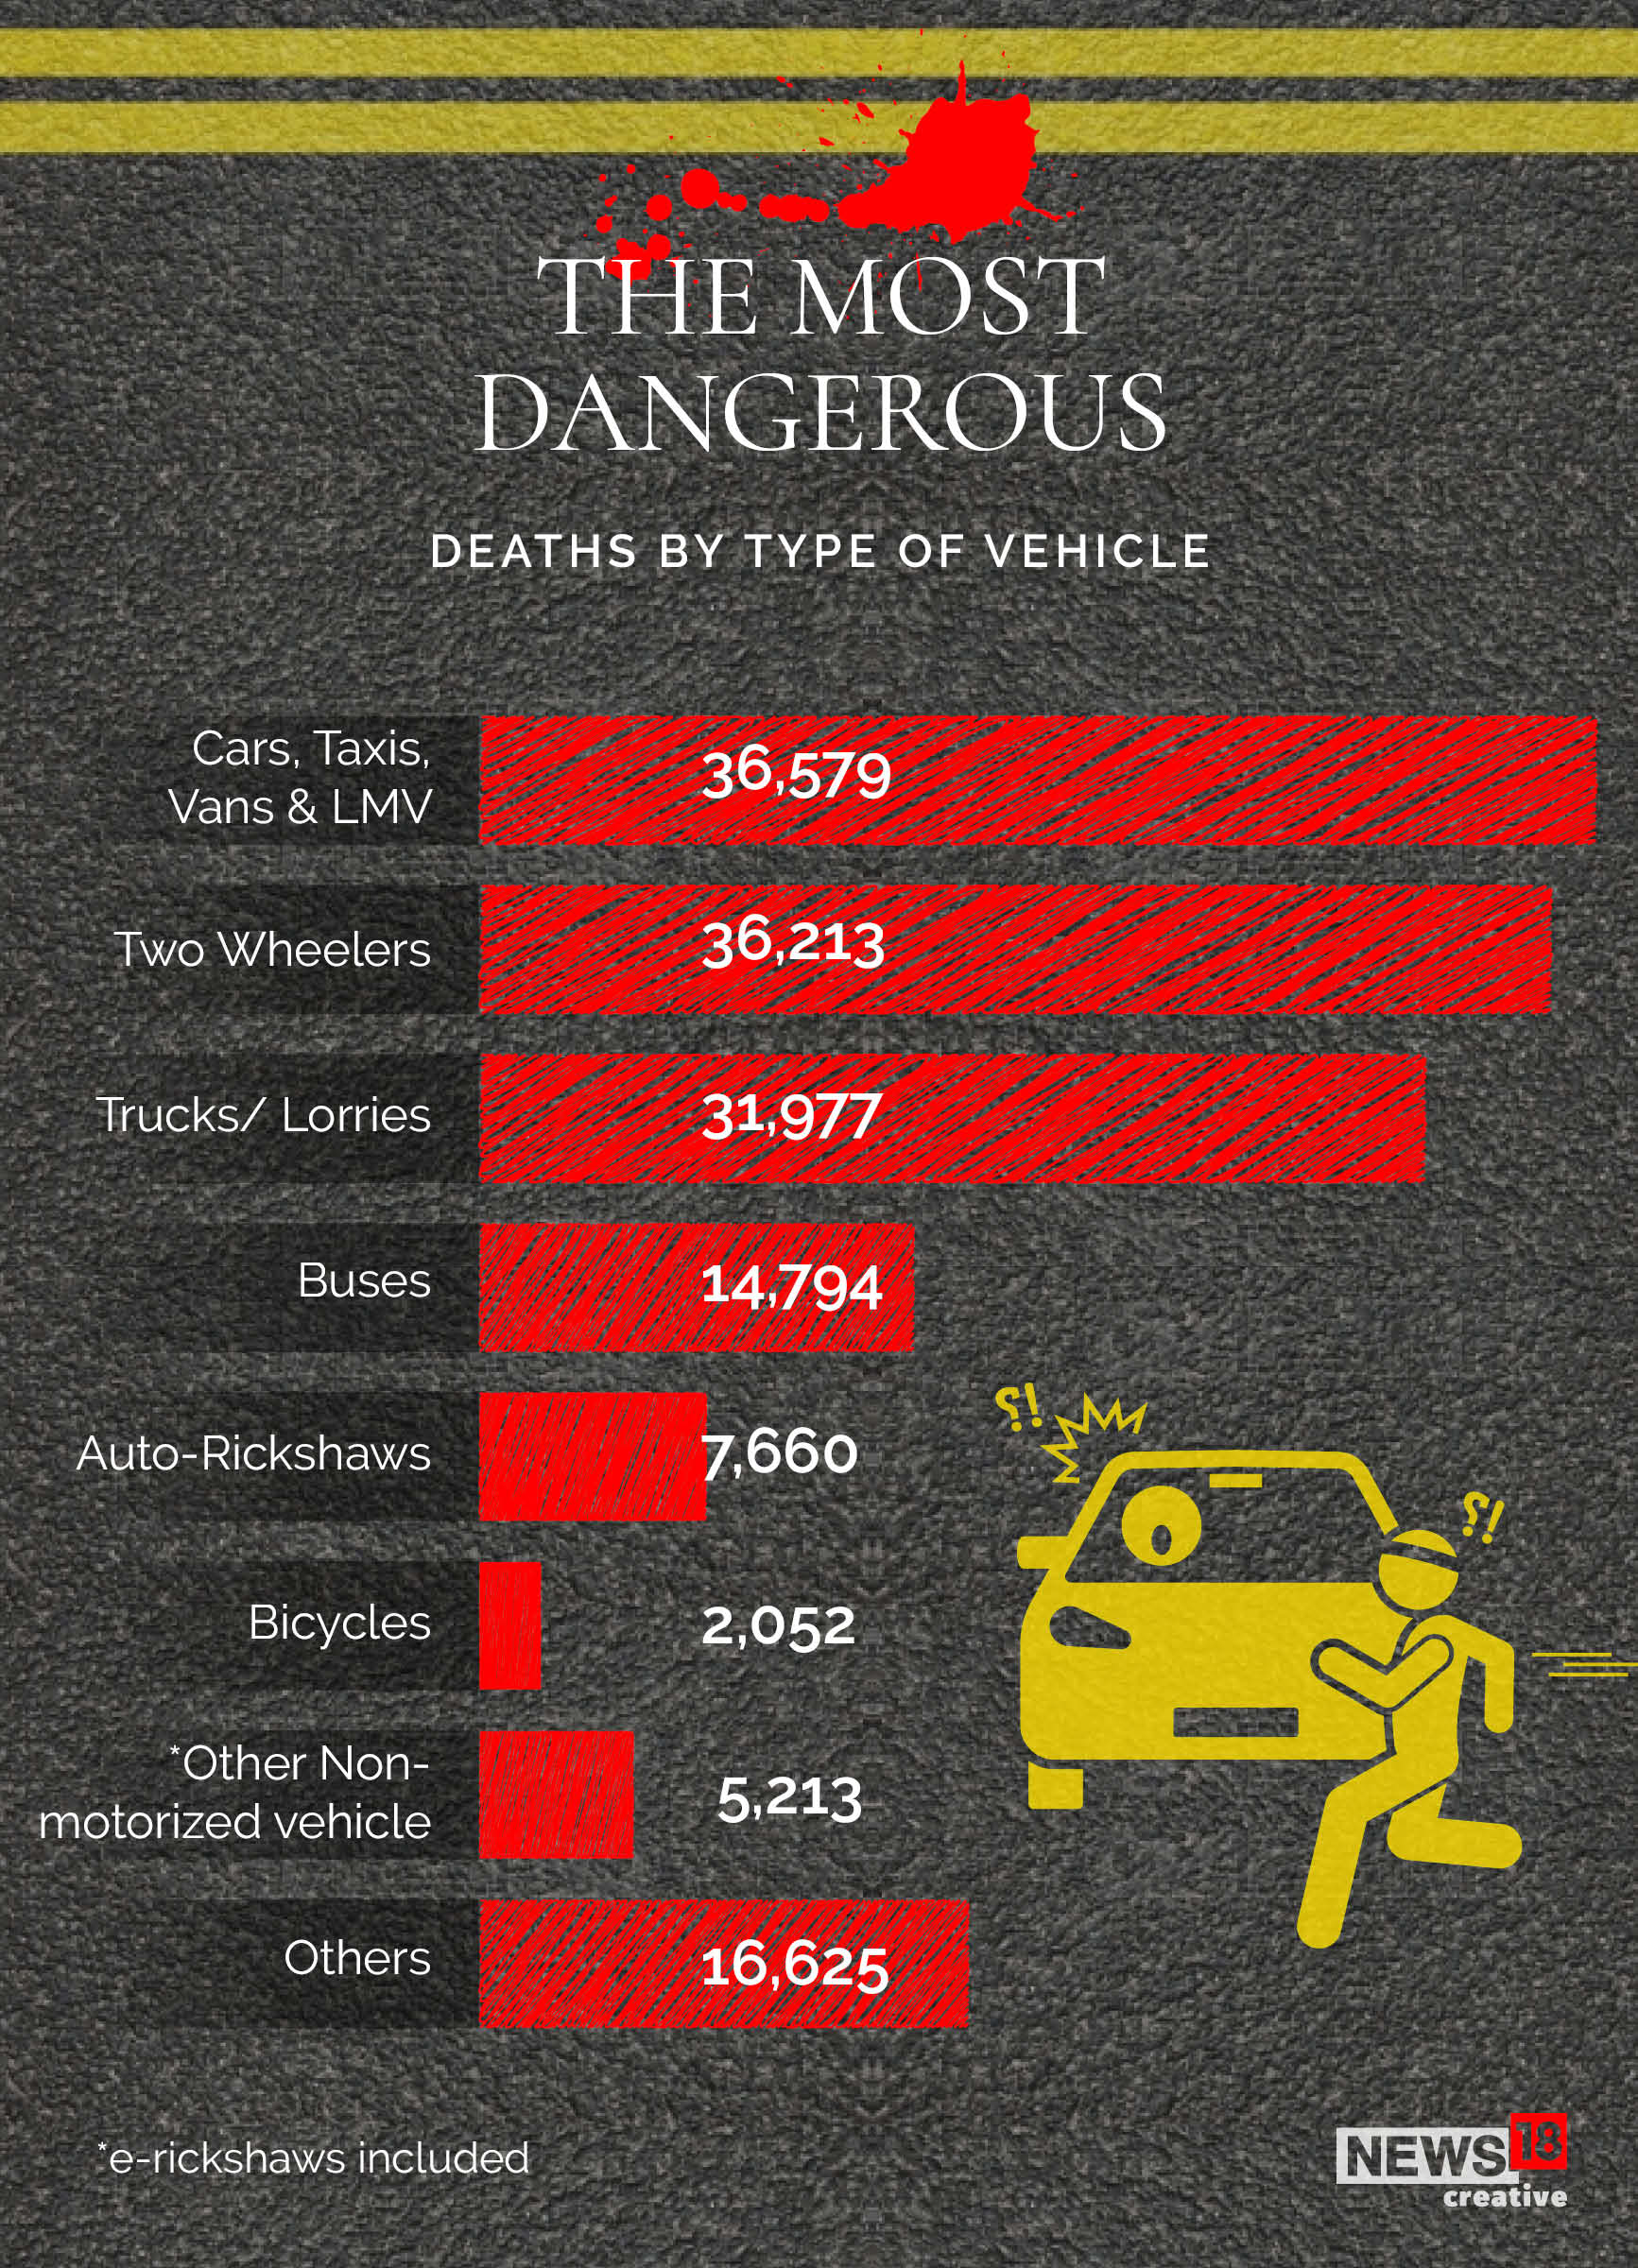 THE MOST
DANGEROUS
DEATHS BY TYPE OF VEHICLE
Cars, Taxis,
Vans & LMV
36,579
Two Wheelers
36,213
Trucks/ Lorries
31,977
Buses
14,794
Auto-Rickshaws
7,660
Bicycles
2,052
*Other Non-
motorized vehicle
5,213
Others
16,625
?!
?!
*e-rickshaws included
NEWS18
creative